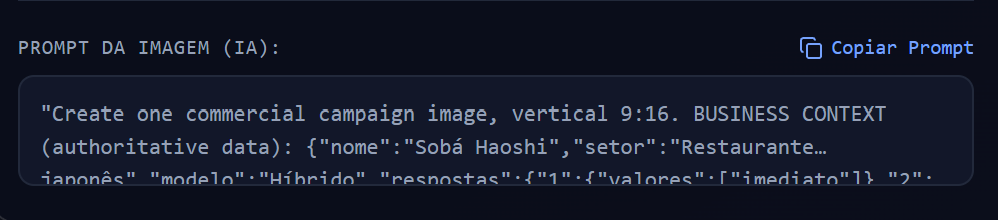 PROMPT DA IMAGEM (IA):
Copiar Prompt
"Create one commercial campaign image, vertical 9:16. BUSINESS CONTEXT
(authoritative data): {"nome":"Sobá Haoshi","setor":"Restaurante…
japonês","modelo":"Híbrido","respostas":{"1":{"valores":["imediato"]},"2":